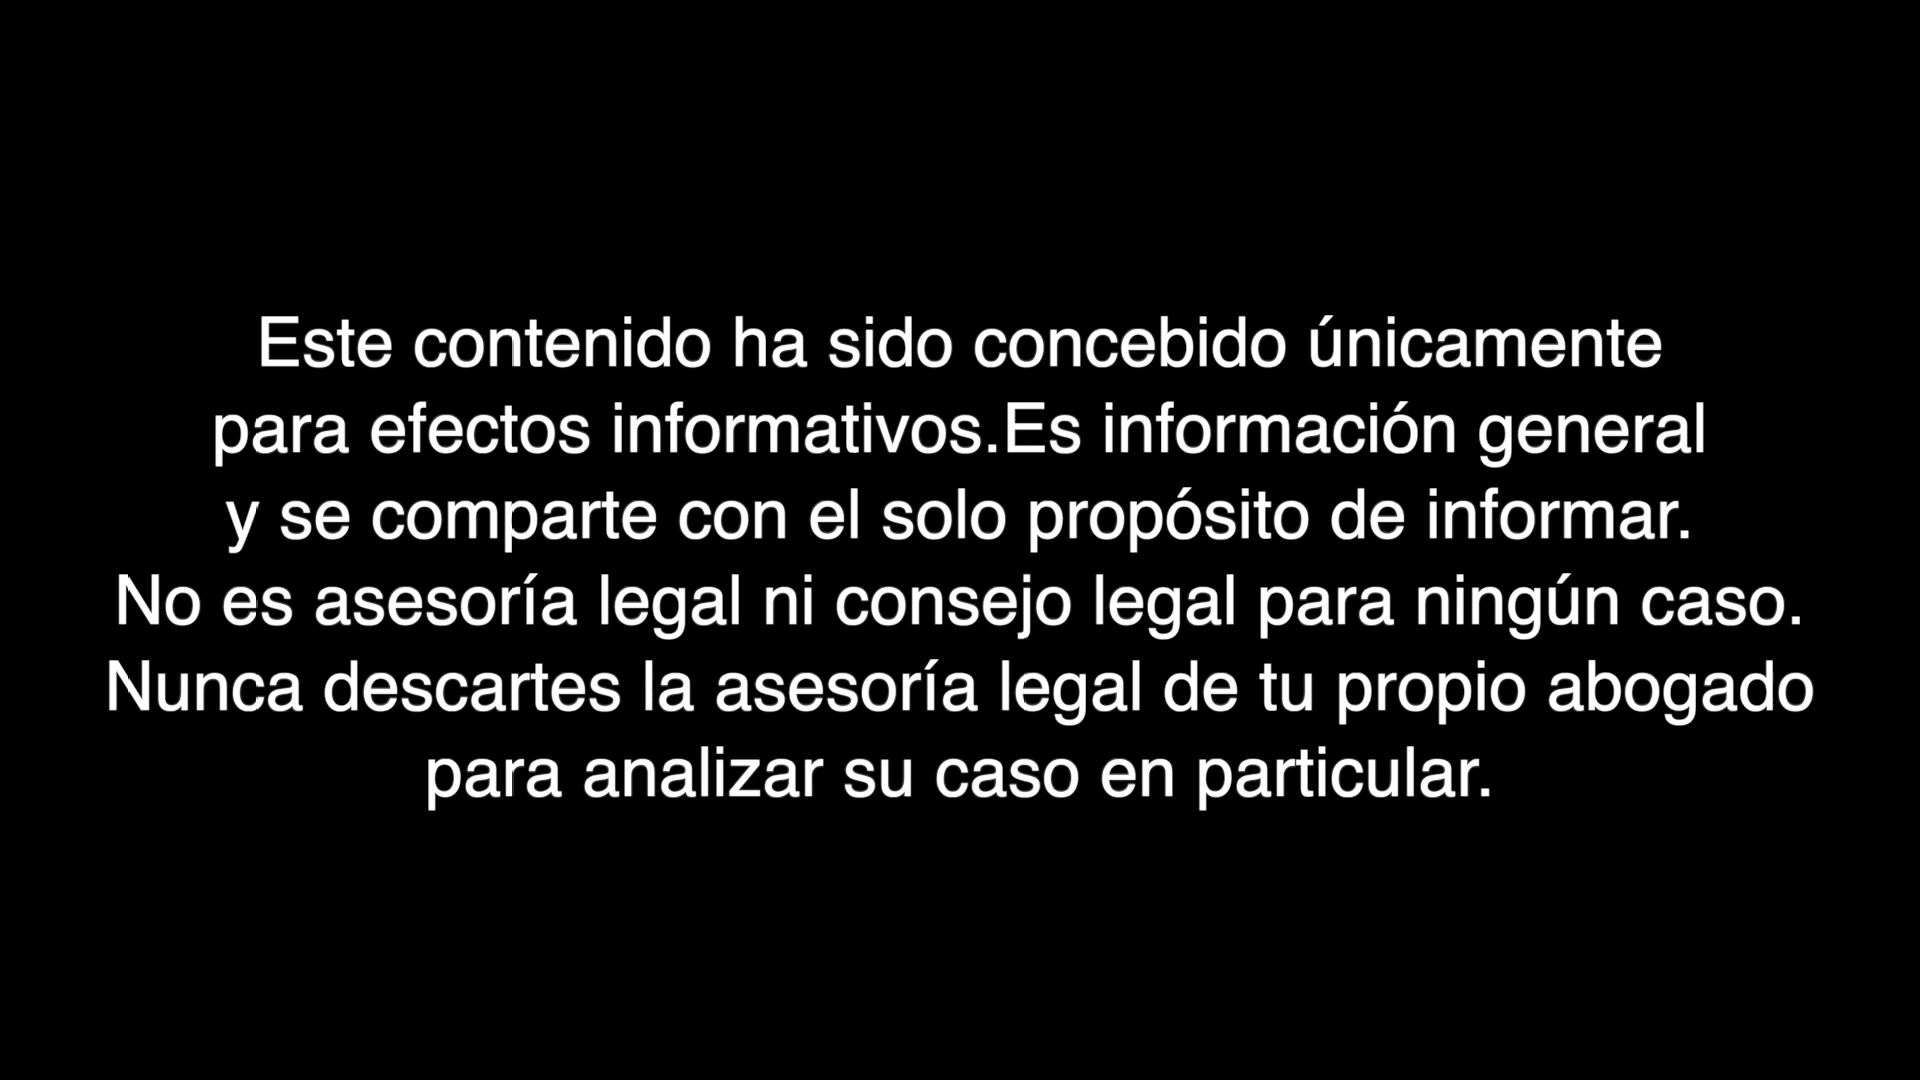 Este contenido ha sido concebido únicamente
para efectos informativos.Es información general
y se comparte con el solo propósito de informar.
No es asesoría legal ni consejo legal para ningún caso.
Nunca descartes la asesoría legal de tu propio abogado
para analizar su caso en particular.